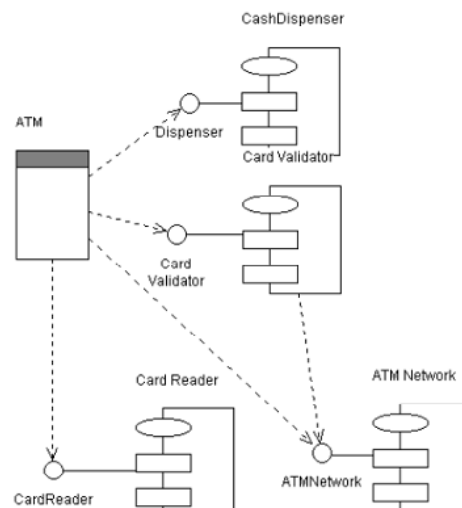 CashDispenser
ATM
Dispenser
Card Validator
Card
Validator
Card Reader
ATM Network
ATMNetwork
CardReader